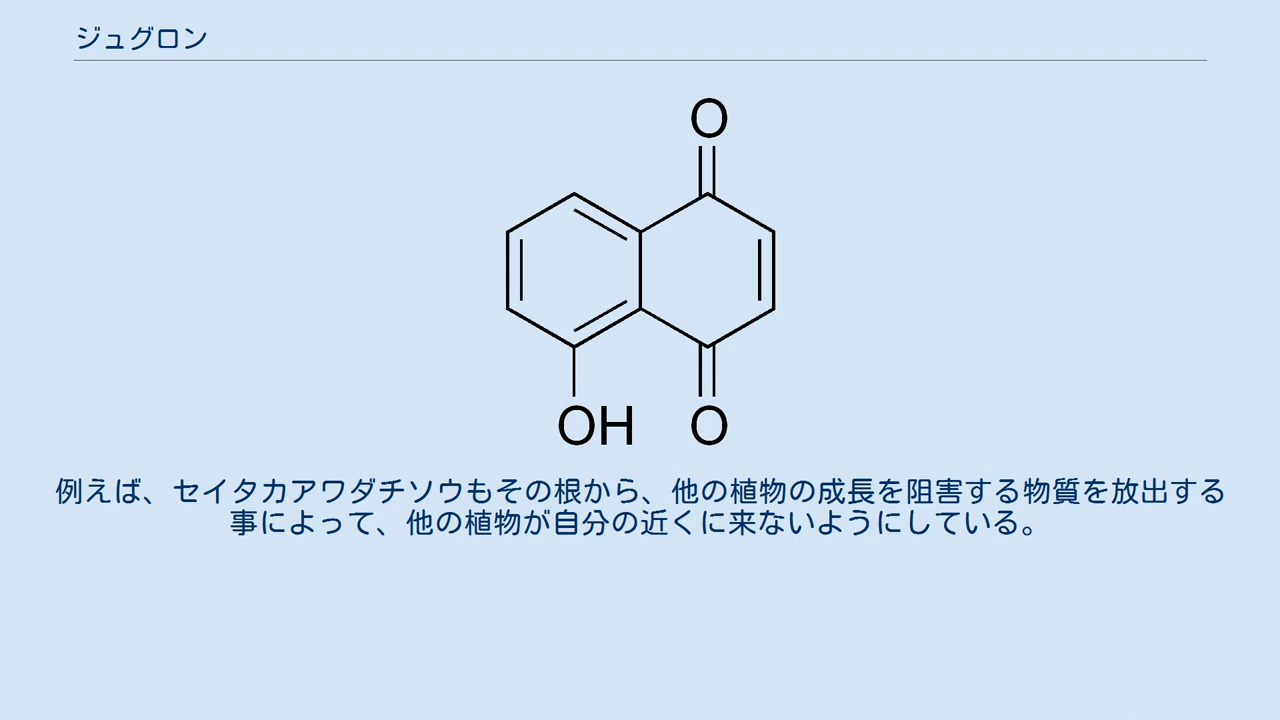 ジュグロン
O
OH
O
例えば、セイタカアワダチソウもその根から、他の植物の成長を阻害する物質を放出する
事によって、他の植物が自分の近くに来ないようにしている。